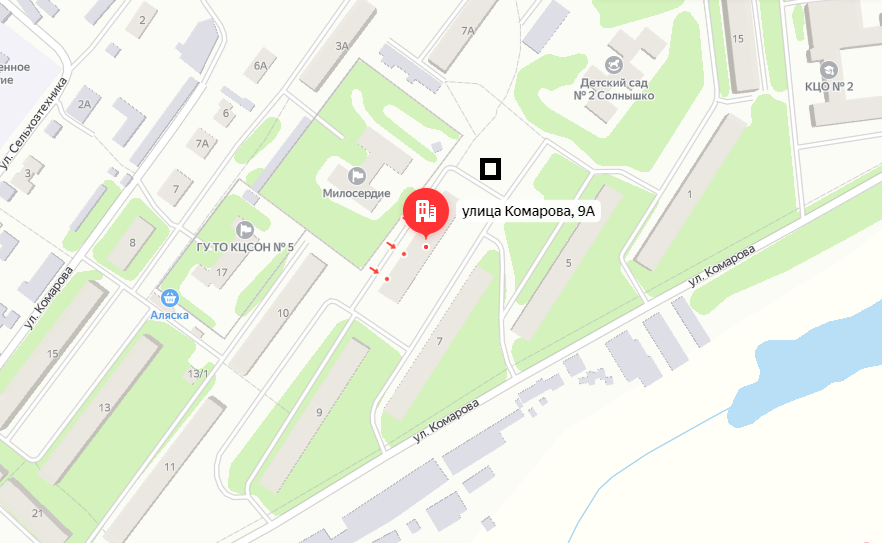 2
3А
7А
15
енное
тие
6А
Детский сад
№ 2 Солнышко
КЦО № 2
ул. Сельхозтехника
2А
6
7А
3
7
Милосердие
1
8
ГУ ТО КЦСОН № 5
улица Комарова, 9А
17
5
ул. Комарова
ул. Комарова
Аляска
10
15
7
13/1
13
9
ул. Комарова
11
21